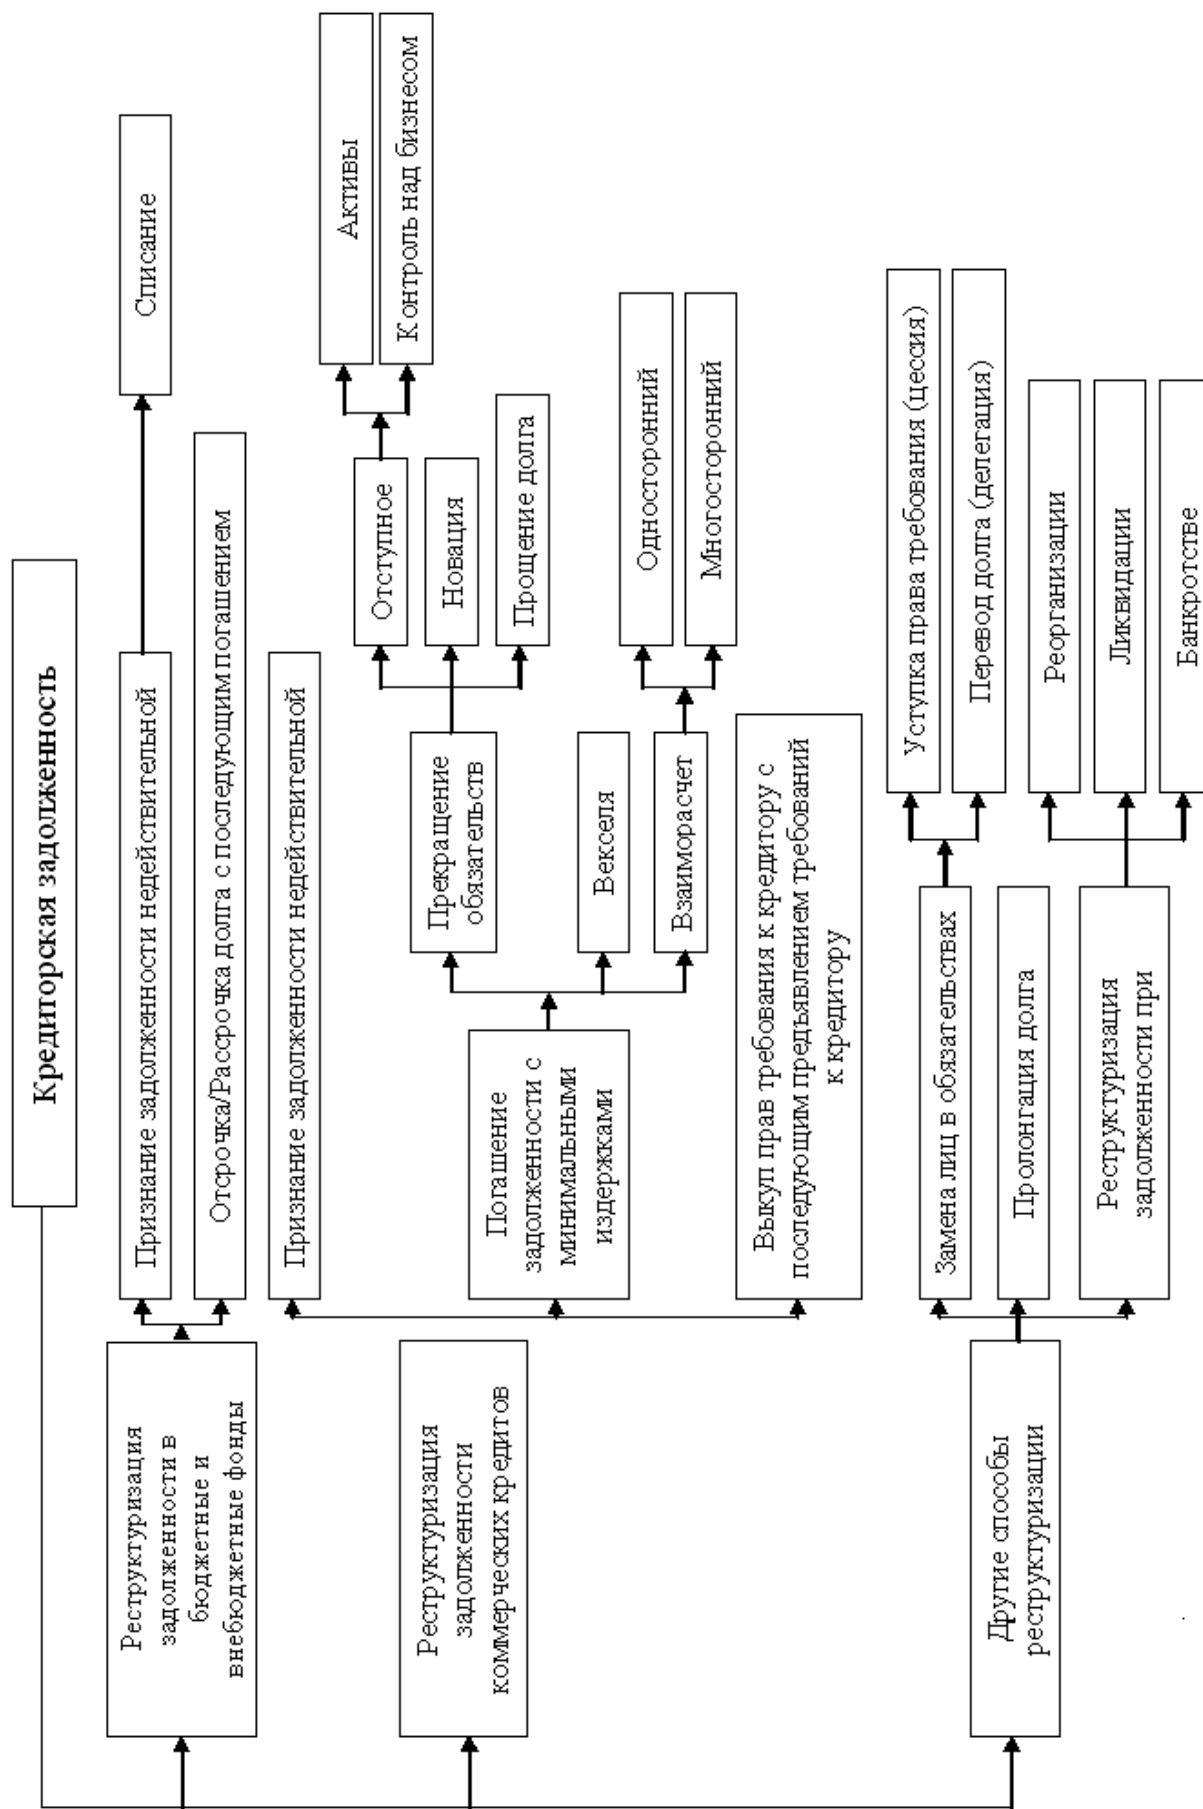 Кредиторская задолженность
Реструктуризация
задолженности в
бюджетные и
внебюджетные фонды
Признание задолженности недействительной
Списание
Отсрочка/Рассрочка долга с последующим погашением
Реструктуризация
задолженности
коммерческих кредитов
Признание задолженности недействительной
Погашение
задолженности с
минимальными
издержками
Прекращение
обязательств
Отступное
Активы
Контроль над бизнесом
Новация
Прощение долга
Векселя
Взаиморасчет
Односторонний
Многосторонний
Выкуп прав требования к кредитору с
последующим предъявлением требований
к кредитору
Другие способы
реструктуризации
Замена лиц в обязательствах
Уступка права требования (цессия)
Перевод долга (делегация)
Пролонгация долга
Реструктуризация
задолженности при
Реорганизации
Ликвидации
Банкротстве